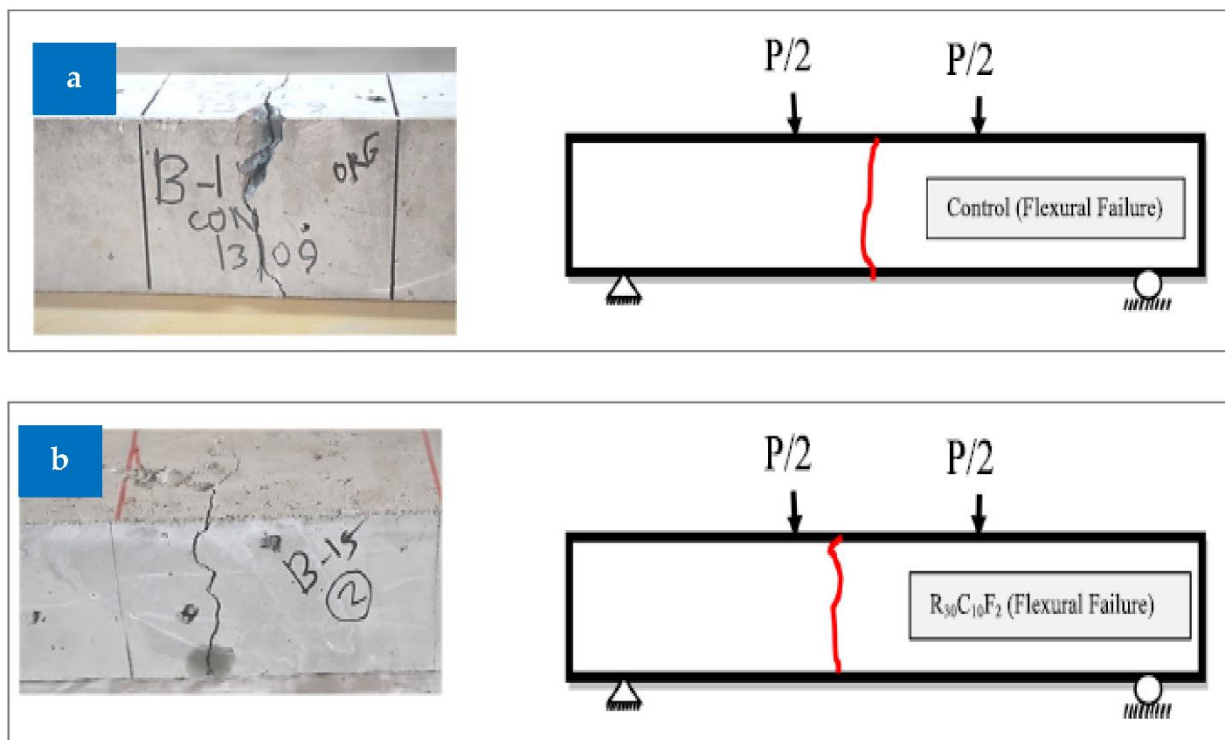 a
B-1
CON
13/09
ORG
P/2
P/2
Control (Flexural Failure)
b
B-15
2
P/2
P/2
R₃₀C₁₀F₂ (Flexural Failure)